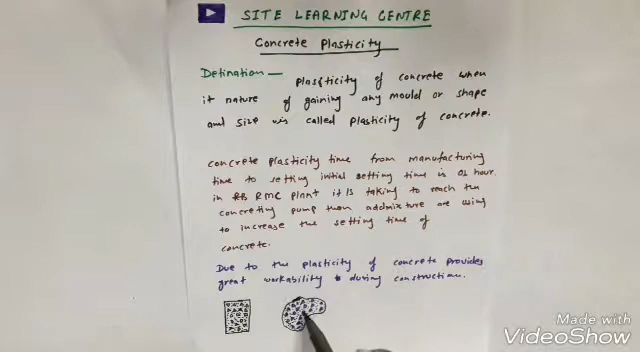 SITE LEARNING CENTRE
Concrete Plasticity
Defination — Plasticity of concrete when
it nature of gaining any mould or shape
and size is called plasticity of concrete.
concrete plasticity time from manufacturing
time to setting initial setting time is 01 hour.
in RMC plant it is taking to reach the
concreting pump then addmixture are using
to increase the setting time of
concrete.
Due to the plasticity of concrete provides
great workability during construction.
Made with
VideoShow